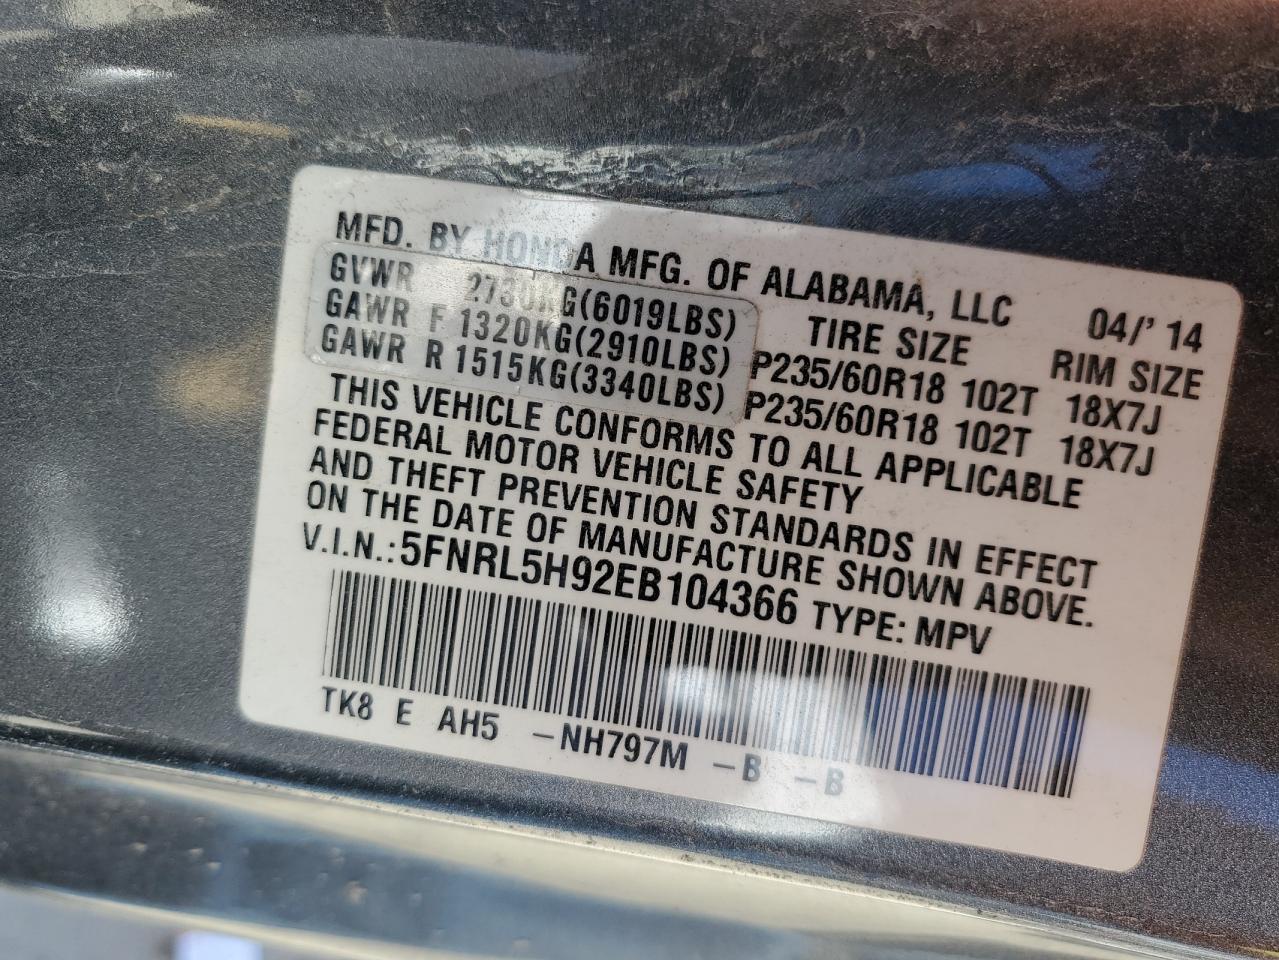 MFD. BY HONDA MFG. OF ALABAMA, LLC 04/' 14
GVWR 2730KG(6019LBS) TIRE SIZE RIM SIZE
GAWR F 1320KG(2910LBS) P235/60R18 102T 18X7J
GAWR R 1515KG(3340LBS) P235/60R18 102T 18X7J
THIS VEHICLE CONFORMS TO ALL APPLICABLE
FEDERAL MOTOR VEHICLE SAFETY
AND THEFT PREVENTION STANDARDS IN EFFECT
ON THE DATE OF MANUFACTURE SHOWN ABOVE.
V.I.N.:5FNRL5H92EB104366 TYPE: MPV
TK8 E AH5 -NH797M -B -B